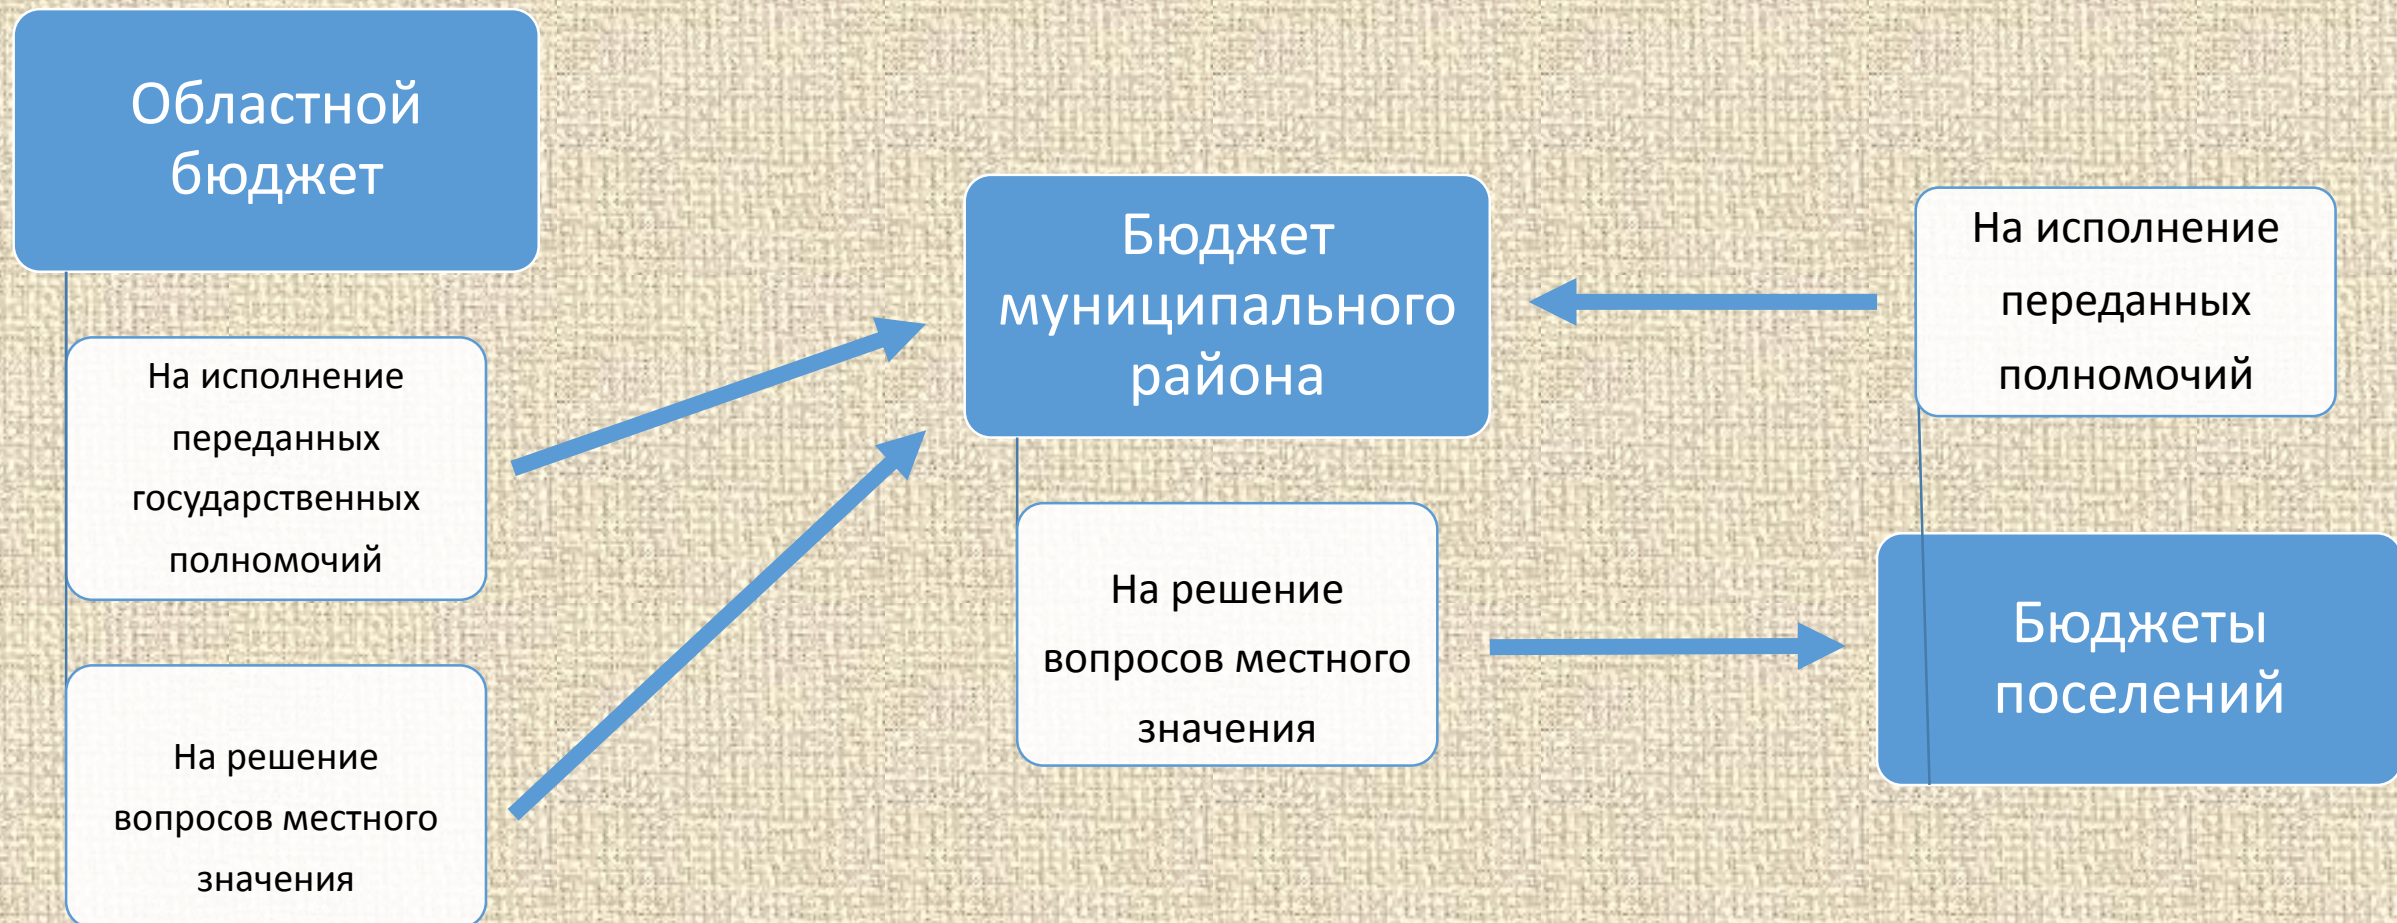 Областной
бюджет
На исполнение
переданных
государственных
полномочий
На решение
вопросов местного
значения
Бюджет
муниципального
района
На решение
вопросов местного
значения
На исполнение
переданных
полномочий
Бюджеты
поселений